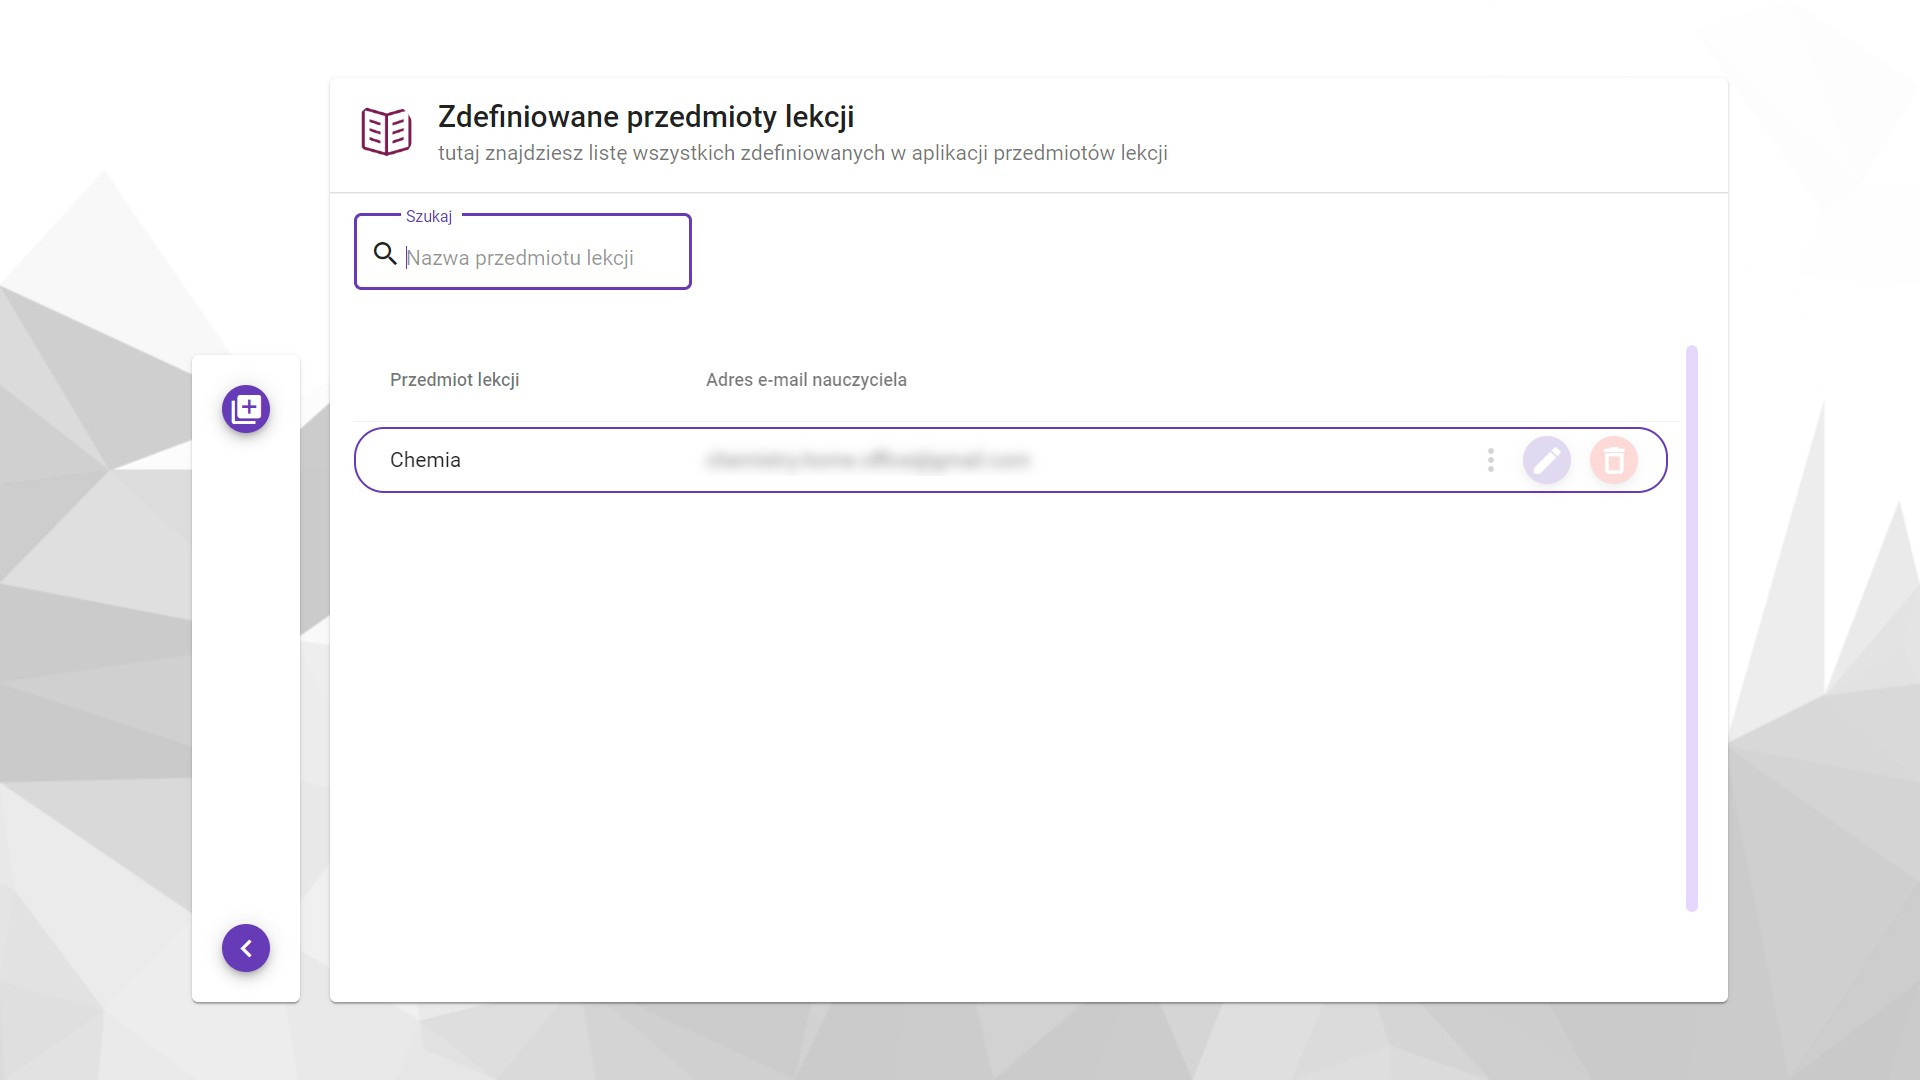 Zdefiniowane przedmioty lekcji
tutaj znajdziesz listę wszystkich zdefiniowanych w aplikacji przedmiotów lekcji
Szukaj
Nazwa przedmiotu lekcji
Przedmiot lekcji Adres e-mail nauczyciela
Chemia